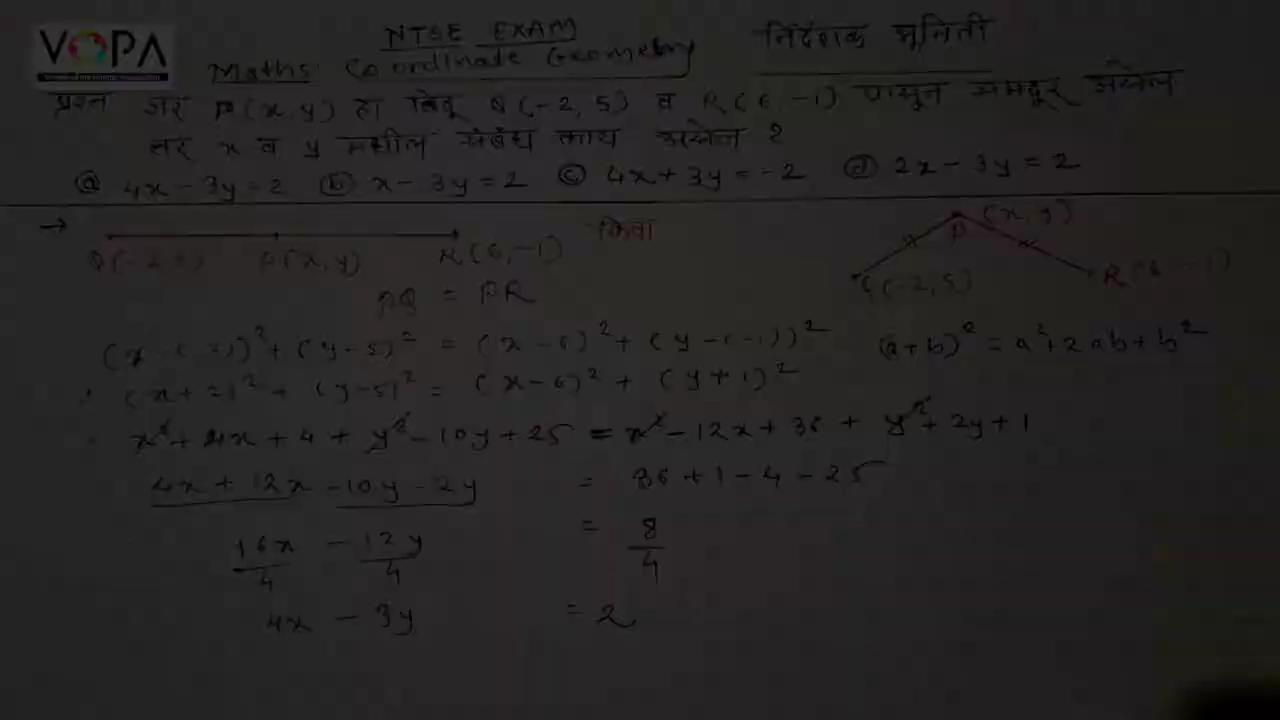 VOPA
NTSE EXAM
Maths: Coordinate Geometry निर्देशक भूमिती
प्रश्न जर P(x,y) हा बिंदू Q(-2,5) व R(6,-1) पासून समदूर असेल
तर x व y मधील संबंध काय असेल ?
ⓐ 4x-3y=2 ⓑ x-3y=2 ⓒ 4x+3y=-2 ⓓ 2x-3y=2
→ किंवा (x,y)
P
Q(-2,5) P(x,y) R(6,-1) Q(-2,5) R(6,-1)
PQ = PR
(x-(-2))²+(y-5)² = (x-6)²+(y-(-1))² (a+b)²=a²+2ab+b²
∴ (x+2)²+(y-5)² = (x-6)²+(y+1)²
x²+4x+4+y²-10y+25 = x²-12x+36+y²+2y+1
4x+12x-10y-2y = 36+1-4-25
16x/4 - 12y/4 = 8/4
4x - 3y = 2